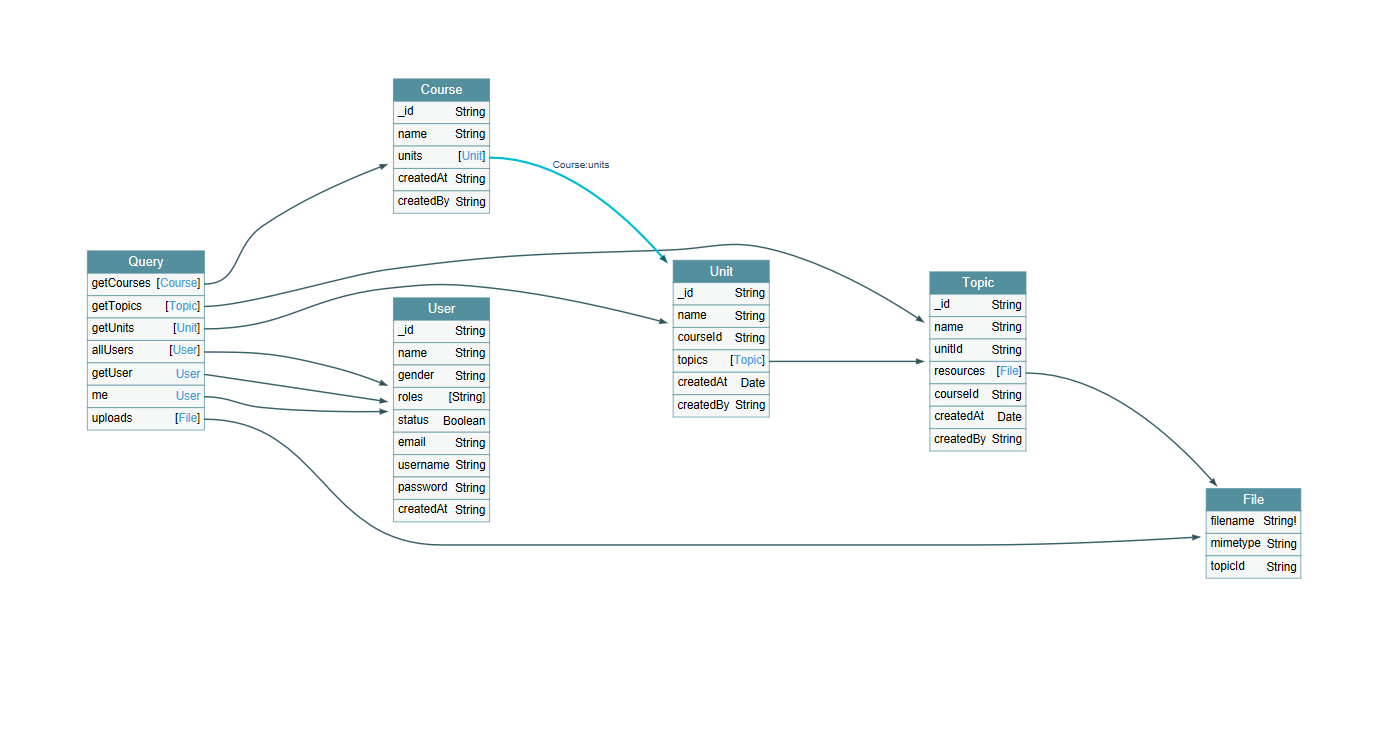 Course
_id String
name String
units [Unit]
createdAt String
createdBy String
Course:units
Query
getCourses [Course]
getTopics [Topic]
getUnits [Unit]
allUsers [User]
getUser User
me User
uploads [File]
User
_id String
name String
gender String
roles [String]
status Boolean
email String
username String
password String
createdAt String
Unit
_id String
name String
courseId String
topics [Topic]
createdAt Date
createdBy String
Topic
_id String
name String
unitId String
resources [File]
courseId String
createdAt Date
createdBy String
File
filename String!
mimetype String
topicId String